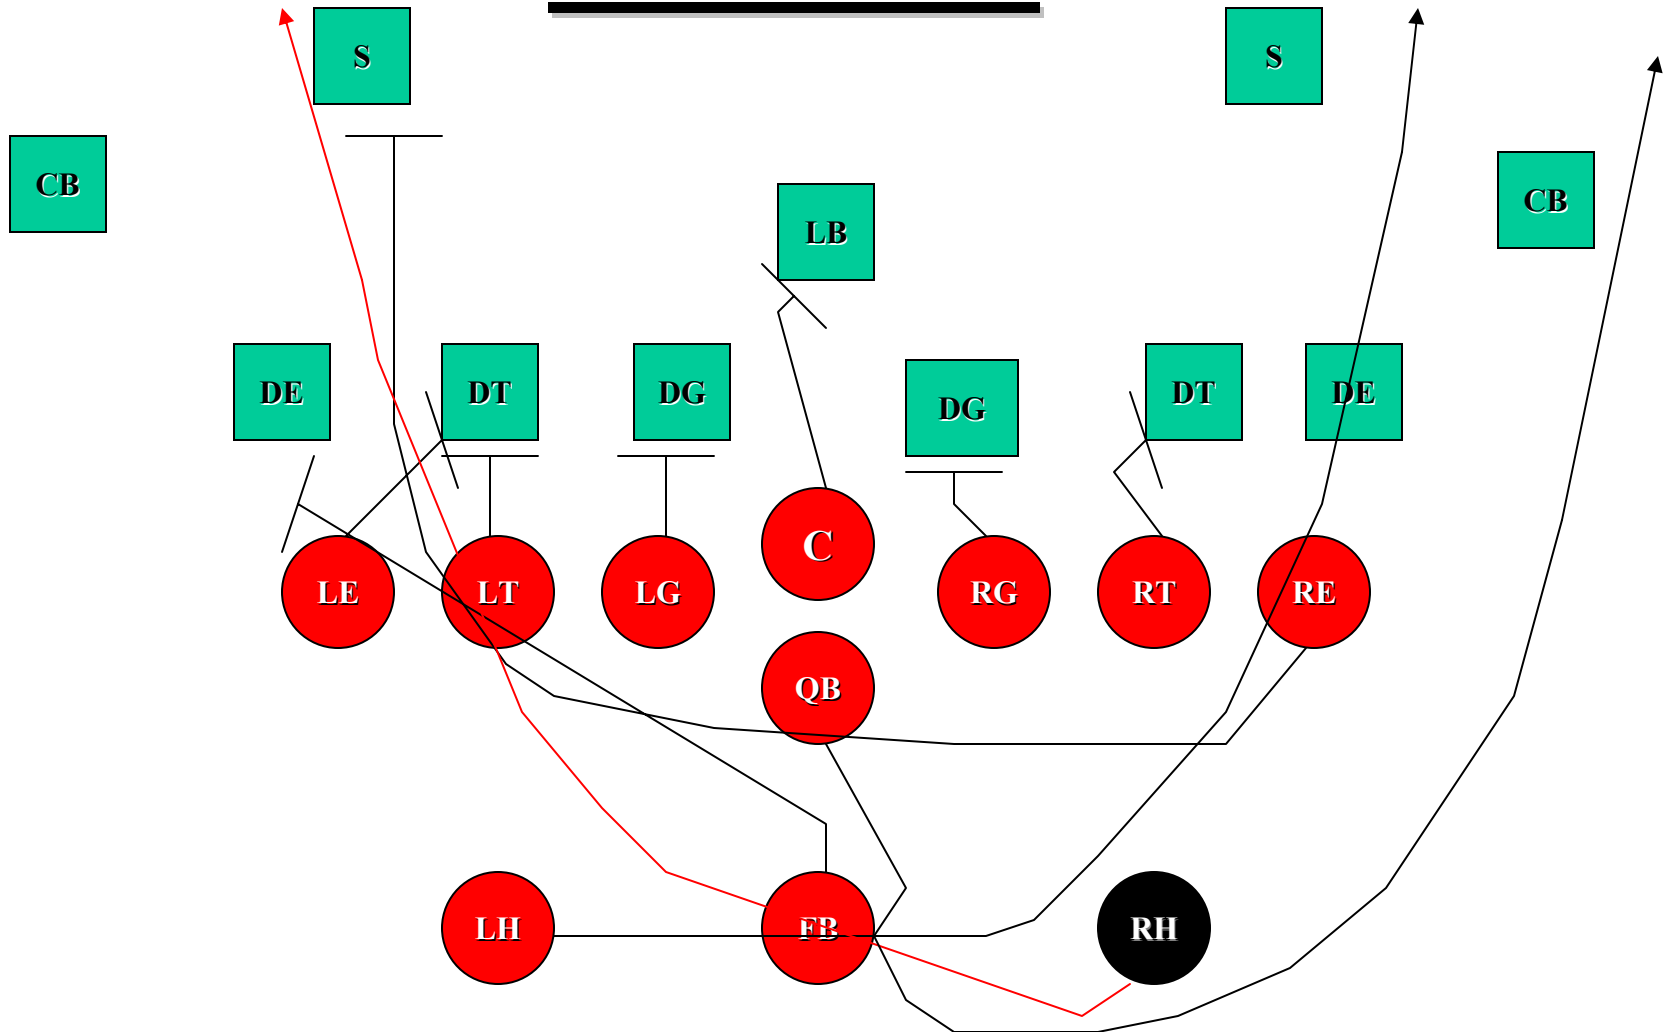 S
S
CB
CB
LB
DE
DT
DG
DG
DT
DE
C
LE
LT
LG
RG
RT
RE
QB
LH
FB
RH